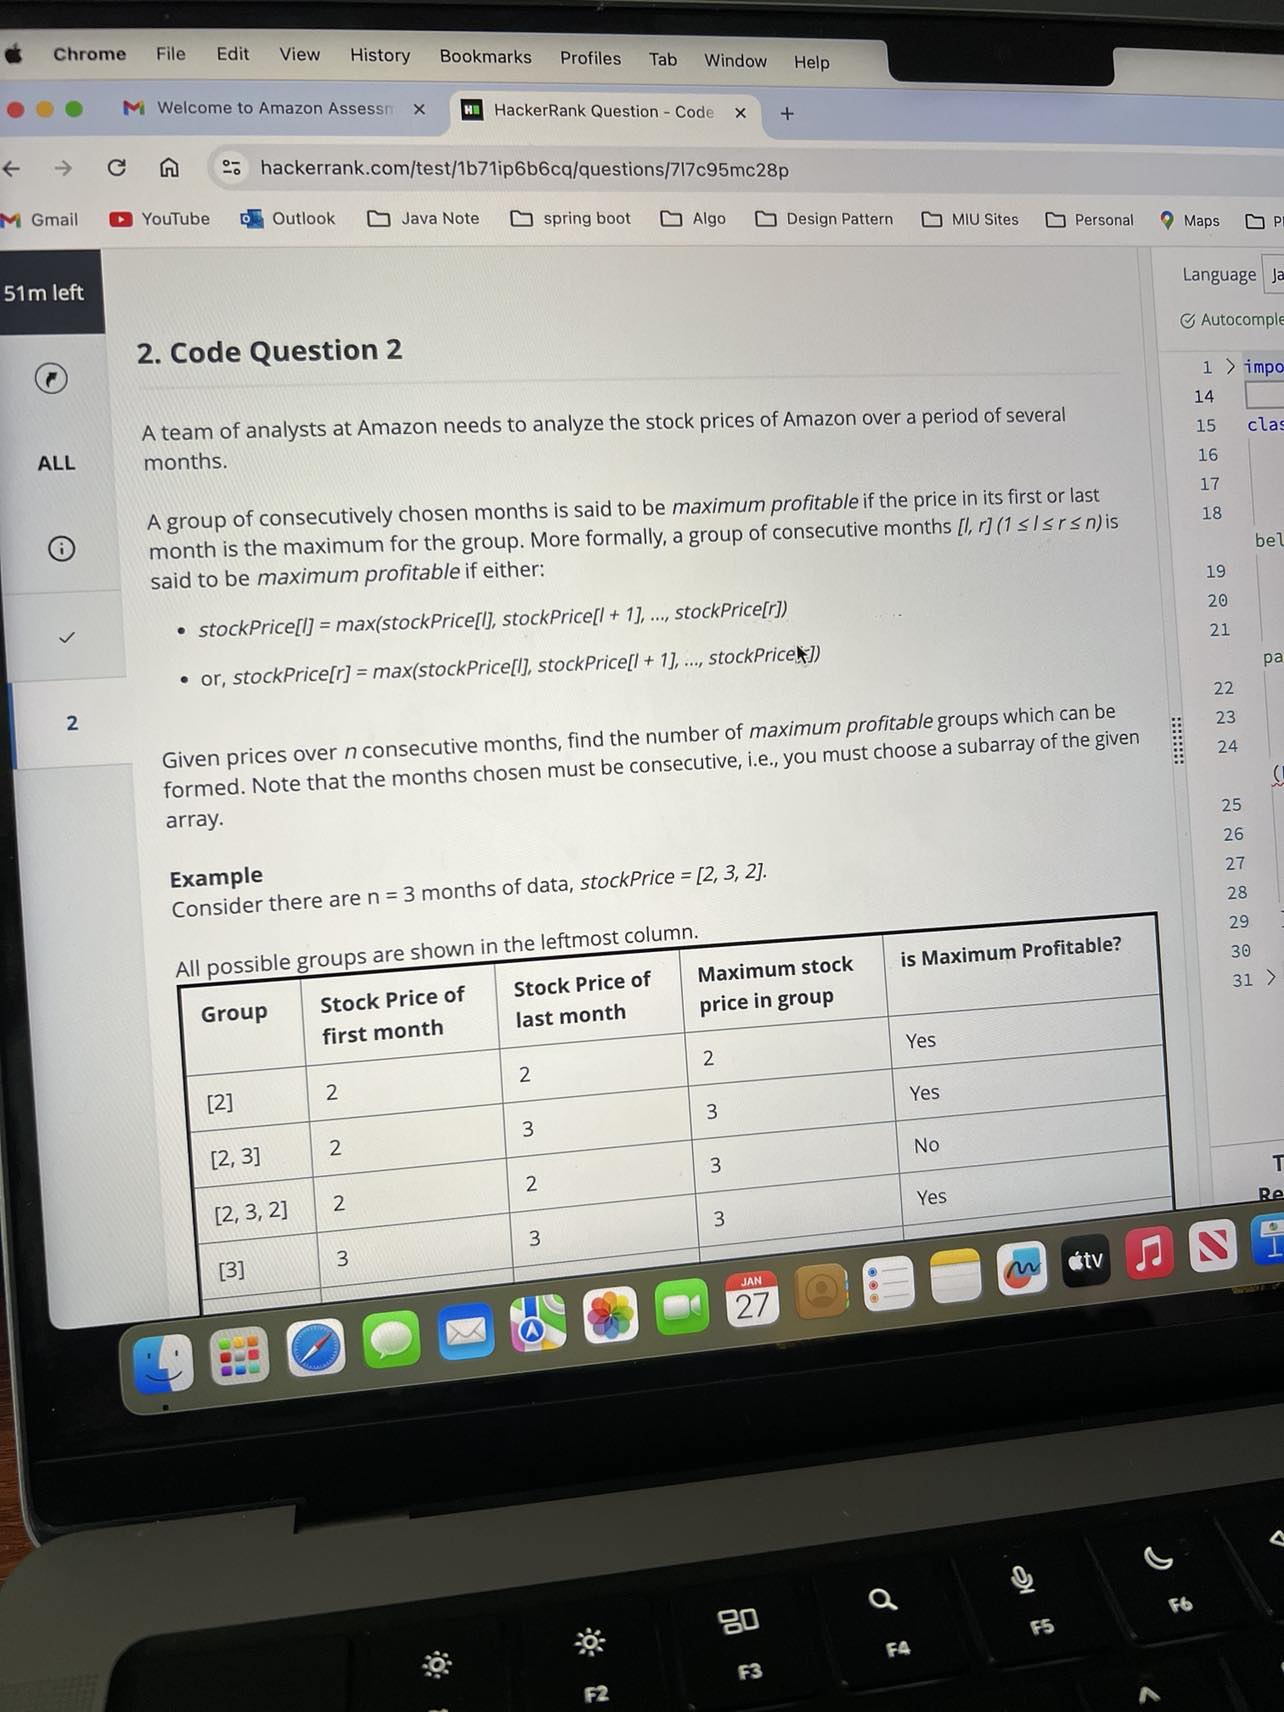 Chrome File Edit View History Bookmarks Profiles Tab Window Help
Welcome to Amazon Assessm
HackerRank Question - Code
hackerrank.com/test/1b71ip6b6cq/questions/7l7c95mc28p
Gmail YouTube Outlook Java Note spring boot Algo Design Pattern MIU Sites Personal Maps
51m left
ALL
2
2. Code Question 2
A team of analysts at Amazon needs to analyze the stock prices of Amazon over a period of several
months.
A group of consecutively chosen months is said to be maximum profitable if the price in its first or last
month is the maximum for the group. More formally, a group of consecutive months [l, r] (1 ≤ l ≤ r ≤ n) is
said to be maximum profitable if either:
• stockPrice[l] = max(stockPrice[l], stockPrice[l + 1], ..., stockPrice[r])
• or, stockPrice[r] = max(stockPrice[l], stockPrice[l + 1], ..., stockPrice[r])
Given prices over n consecutive months, find the number of maximum profitable groups which can be
formed. Note that the months chosen must be consecutive, i.e., you must choose a subarray of the given
array.
Example
Consider there are n = 3 months of data, stockPrice = [2, 3, 2].
All possible groups are shown in the leftmost column.
Group Stock Price of first month Stock Price of last month Maximum stock price in group is Maximum Profitable?
[2] 2 2 2 Yes
[2, 3] 2 3 3 Yes
[2, 3, 2] 2 2 3 No
[3] 3 3 3 Yes
Language Ja
Autocomple
1 impo
14
15 clas
16
17
18
bel
19
20
21
pa
22
23
24
25
26
27
28
29
30
31
T
Re
JAN
27
tv
F2
F3
F4
F5
F6